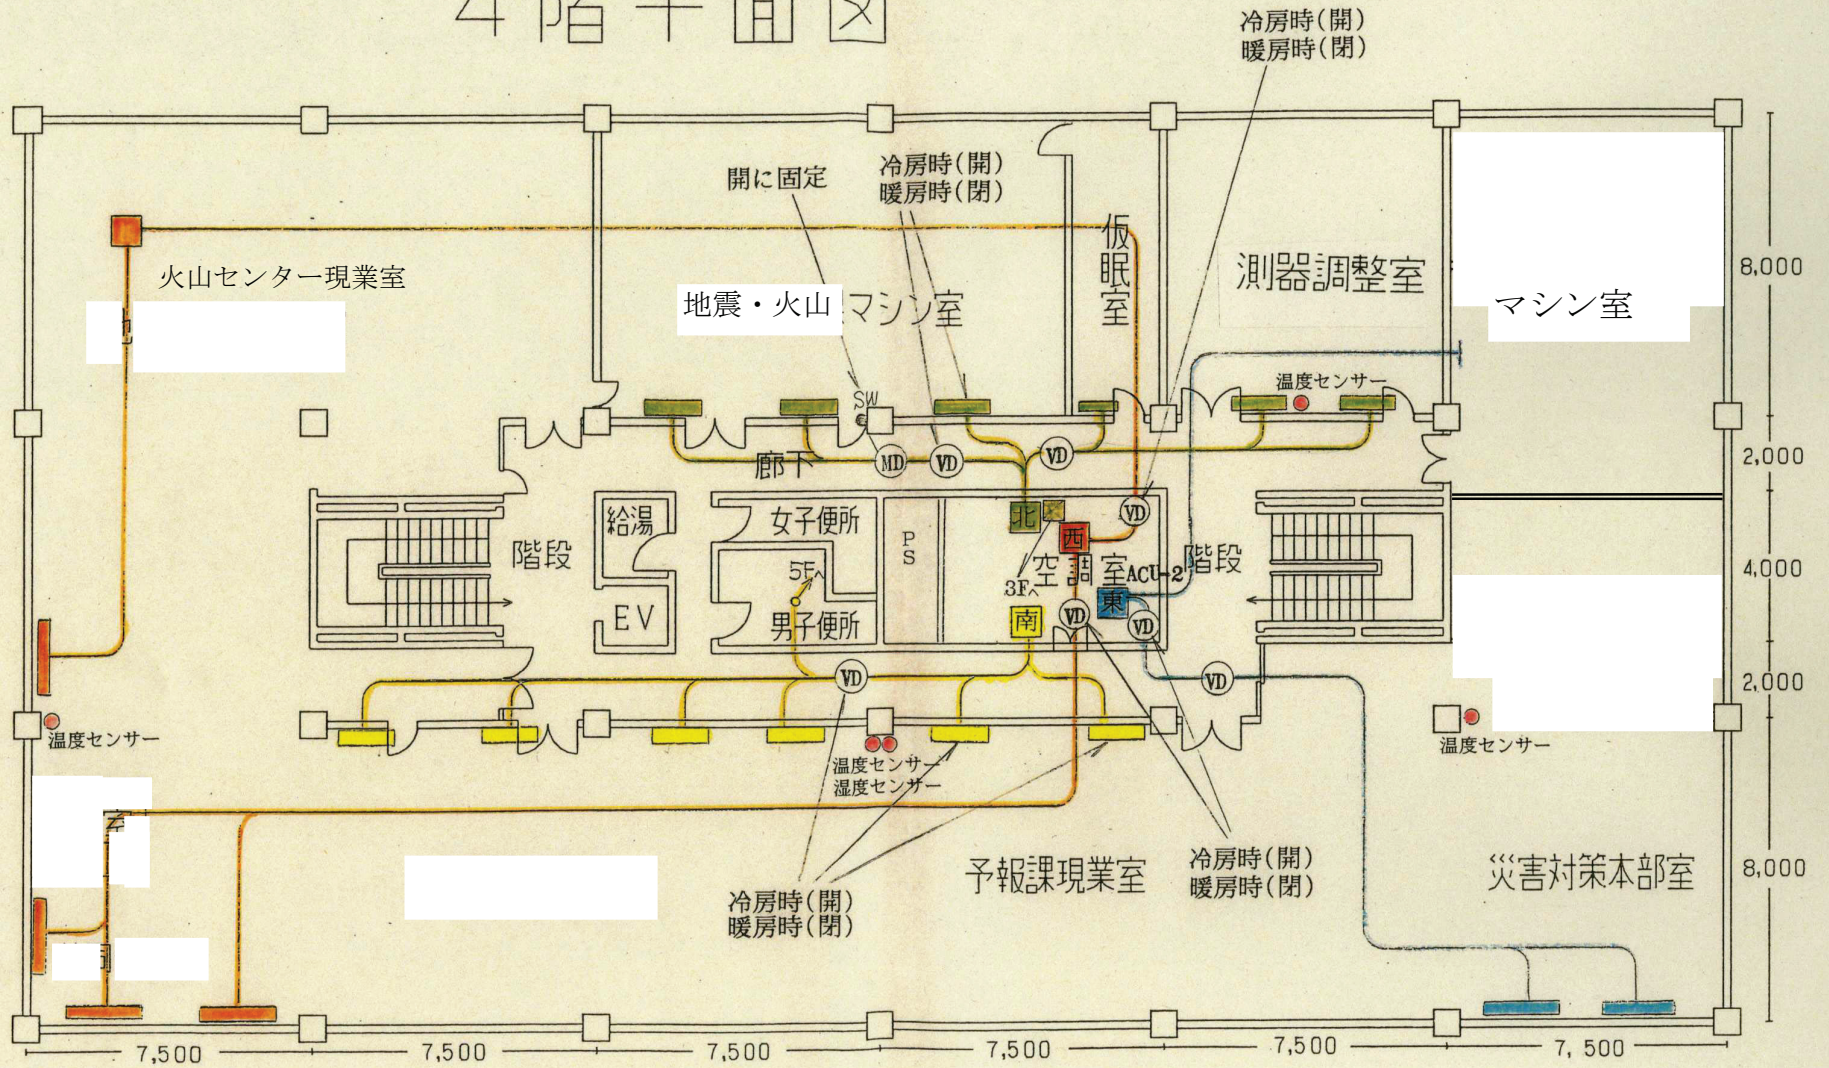 4階平面図
冷房時(開)
暖房時(閉)
開に固定
冷房時(開)
暖房時(閉)
火山センター現業室
地震・火山
マシン室
仮眠室
測器調整室
マシン室
8,000
温度センサー
SW
廊下
MD
VD
VD
2,000
給湯
女子便所
PS
北
西
VD
階段
5Fへ
3Fへ
空調室
ACU-2
階段
4,000
EV
男子便所
南
VD
東
VD
VD
VD
2,000
温度センサー
温度センサー
湿度センサー
温度センサー
冷房時(開)
暖房時(閉)
予報課現業室
冷房時(開)
暖房時(閉)
災害対策本部室
8,000
7,500
7,500
7,500
7,500
7,500
7,500